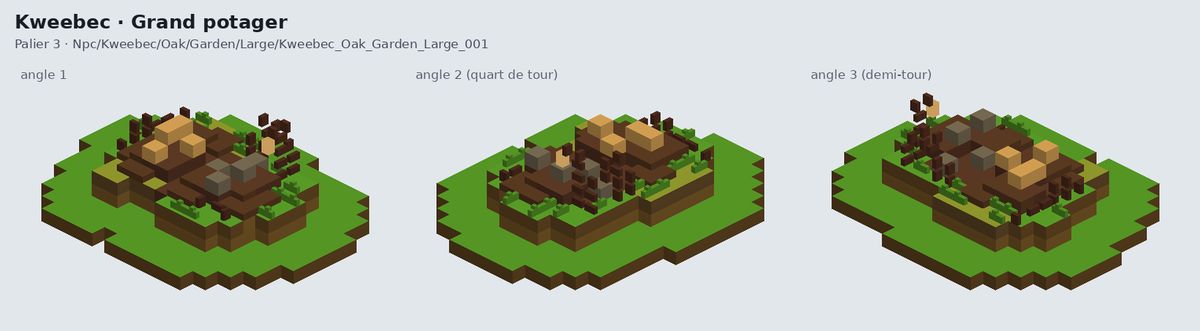 Kweebec · Grand potager
Palier 3 · Npc/Kweebec/Oak/Garden/Large/Kweebec_Oak_Garden_Large_001
angle 1
angle 2 (quart de tour)
angle 3 (demi-tour)